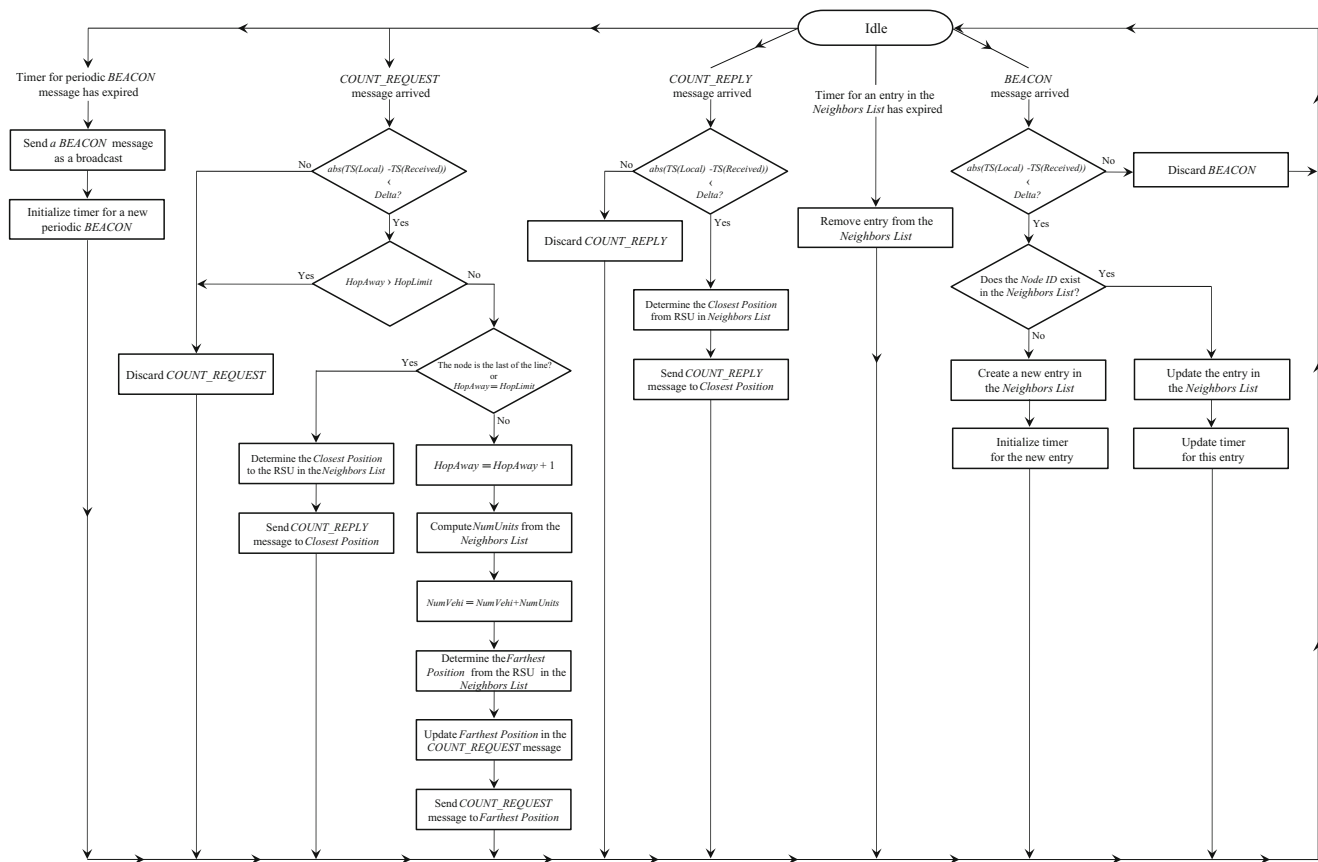 Idle
Timer for periodic BEACON
message has expired
Send a BEACON message
as a broadcast
Initialize timer for a new
periodic BEACON
COUNT_REQUEST
message arrived
abs(TS(Local) -TS(Received))
‹
Delta?
No
Yes
HopAway › HopLimit
Yes
No
Discard COUNT_REQUEST
The node is the last of the line?
or
HopAway = HopLimit
Yes
No
Determine the Closest Position
to the RSU in the Neighbors List
Send COUNT_REPLY
message to Closest Position
HopAway = HopAway + 1
Compute NumUnits from the
Neighbors List
NumVehi = NumVehi+NumUnits
Determine the Farthest
Position from the RSU in the
Neighbors List
Update Farthest Position in the
COUNT_REQUEST message
Send COUNT_REQUEST
message to Farthest Position
COUNT_REPLY
message arrived
abs(TS(Local) -TS(Received))
‹
Delta?
No
Yes
Discard COUNT_REPLY
Determine the Closest Position
from RSU in Neighbors List
Send COUNT_REPLY
message to Closest Position
Timer for an entry in the
Neighbors List has expired
Remove entry from the
Neighbors List
BEACON
message arrived
abs(TS(Local) -TS(Received))
‹
Delta?
No
Discard BEACON
Yes
Does the Node ID exist
in the Neighbors List?
Yes
No
Create a new entry in
the Neighbors List
Initialize timer
for the new entry
Update the entry in
the Neighbors List
Update timer
for this entry